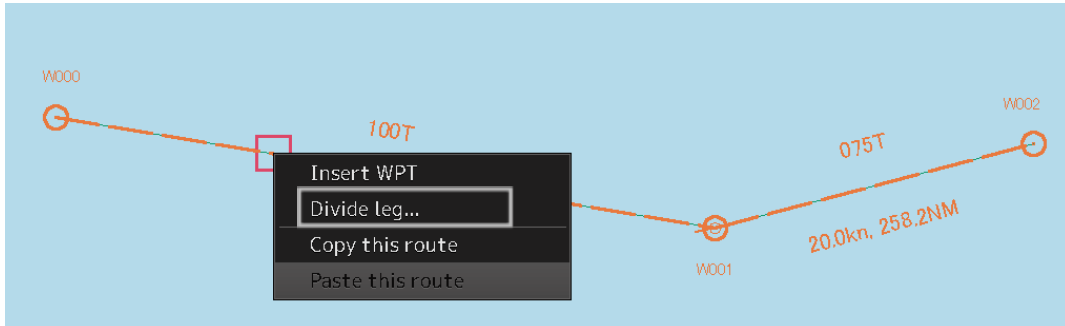 W000
100T
Insert WPT
Divide leg...
Copy this route
Paste this route
W001
075T
20.0kn, 258.2NM
W002